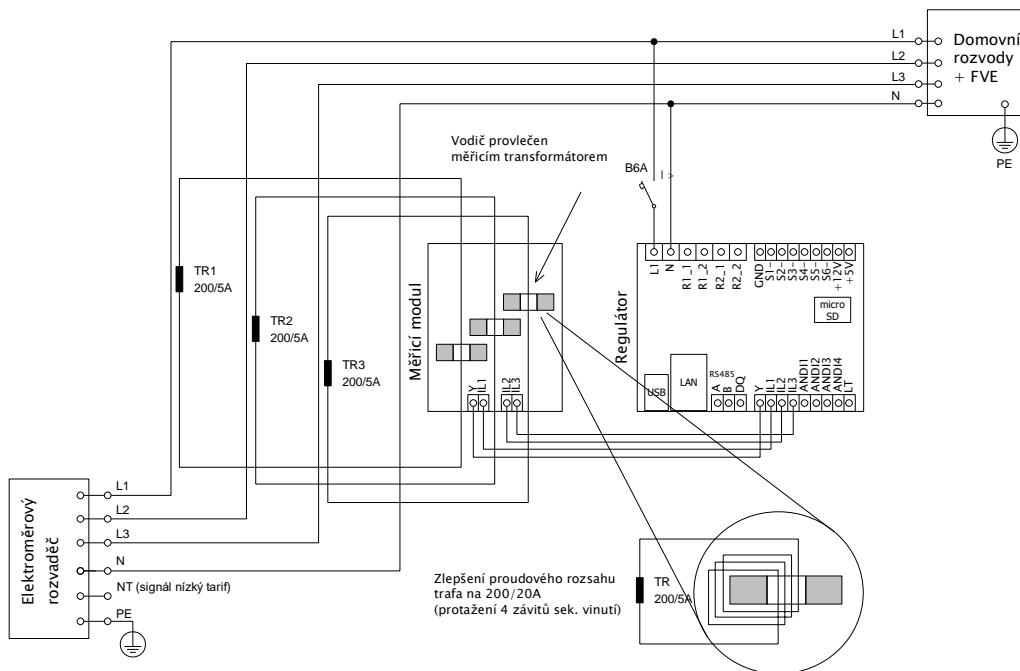 L1
L2
L3
N
Domovní
rozvody
+ FVE
PE
Vodič provlečen
měřicím transformátorem
B6A
I >
TR1
200/5A
TR2
200/5A
TR3
200/5A
Měřicí modul
Y
IL1
IL2
IL3
Regulátor
L1
N
R1_1
R1_2
R2_1
R2_2
GND
S1-
S2-
S3-
S4-
S5-
S6-
+12V
+5V
micro
SD
USB
LAN
RS485
A
B
DQ
Y
IL1
IL2
IL3
ANDI1
ANDI2
ANDI3
ANDI4
LT
Elektroměrový
rozvaděč
L1
L2
L3
N
NT (signál nízký tarif)
PE
Zlepšení proudového rozsahu
trafa na 200/20A
(protažení 4 závitů sek. vinutí)
TR
200/5A